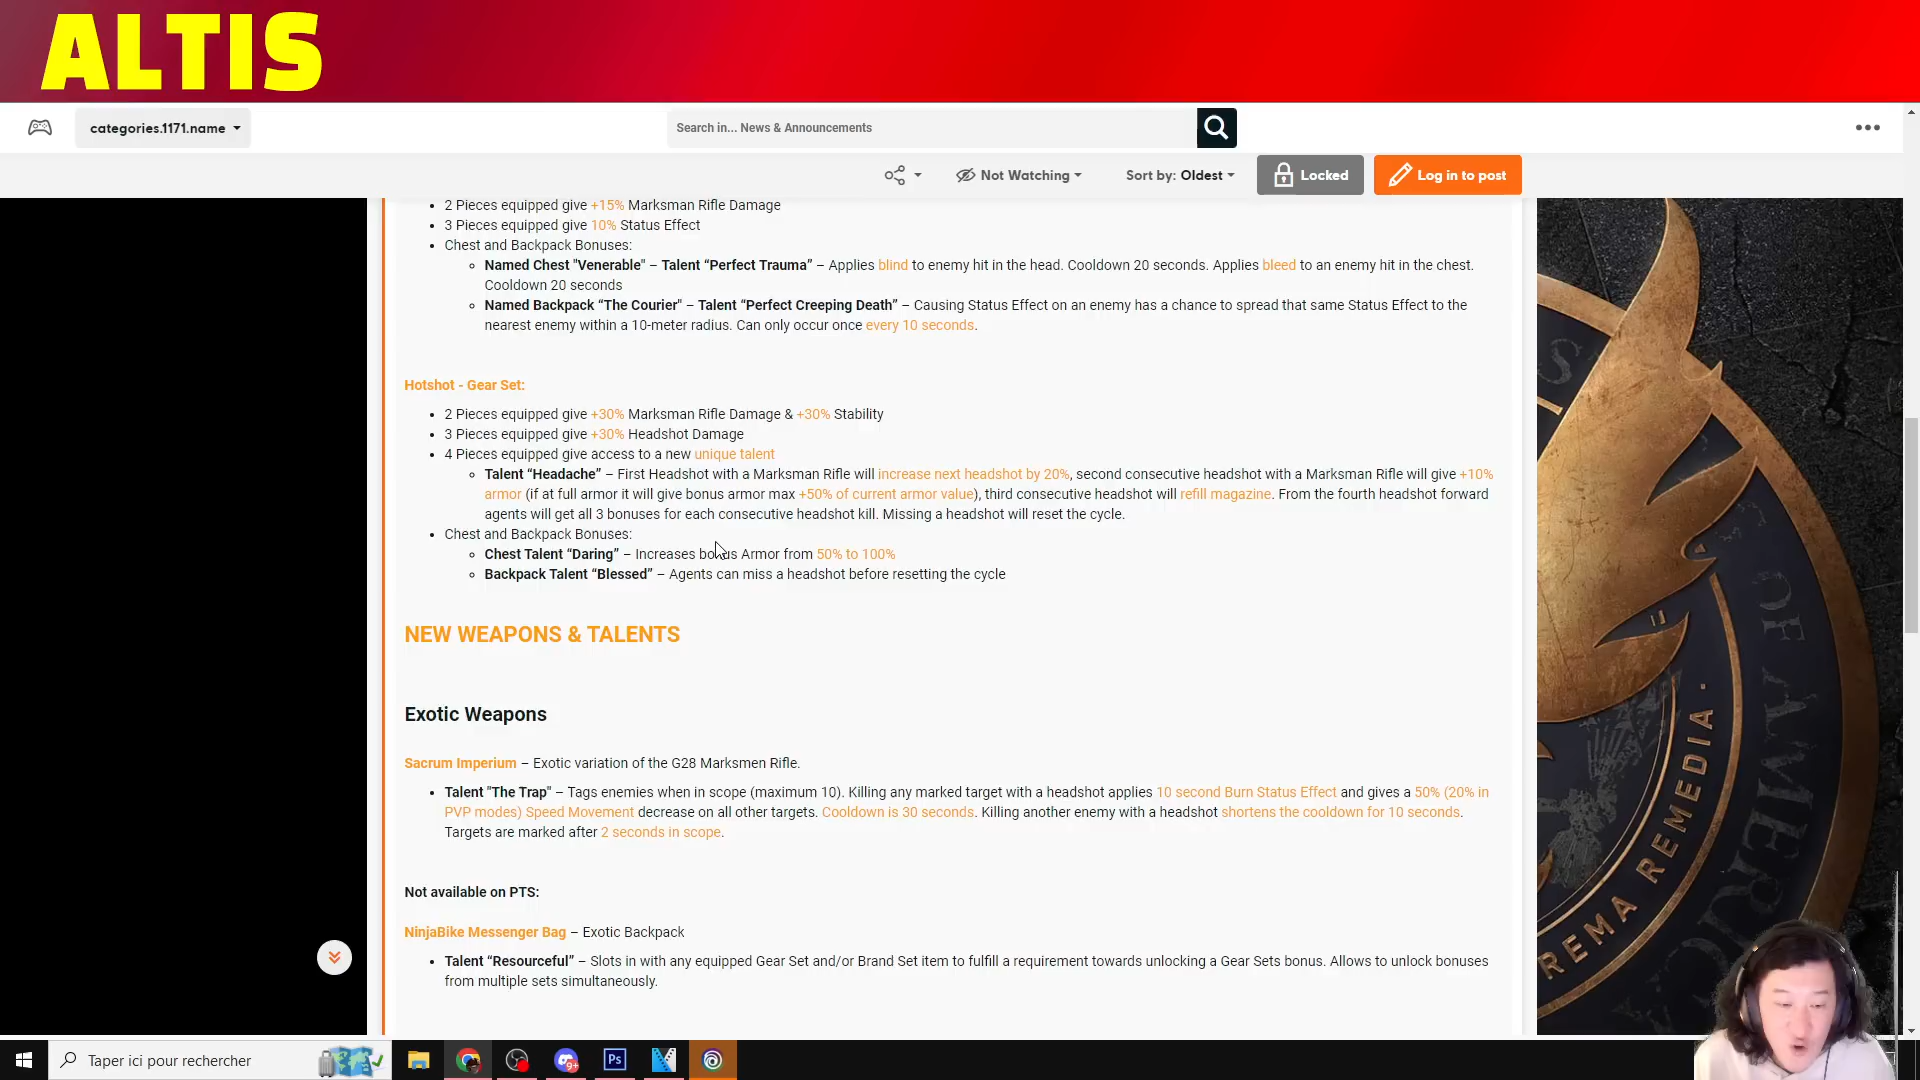 ALTIS
categories.1171.name
Search in... News & Announcements
Not Watching
Sort by: Oldest
Locked
Log in to post
2 Pieces equipped give +15% Marksman Rifle Damage
3 Pieces equipped give 10% Status Effect
Chest and Backpack Bonuses:
Named Chest "Venerable" – Talent “Perfect Trauma” – Applies blind to enemy hit in the head. Cooldown 20 seconds. Applies bleed to an enemy hit in the chest.
Cooldown 20 seconds
Named Backpack “The Courier" – Talent “Perfect Creeping Death” – Causing Status Effect on an enemy has a chance to spread that same Status Effect to the
nearest enemy within a 10-meter radius. Can only occur once every 10 seconds.
Hotshot - Gear Set:
2 Pieces equipped give +30% Marksman Rifle Damage & +30% Stability
3 Pieces equipped give +30% Headshot Damage
4 Pieces equipped give access to a new unique talent
Talent “Headache” – First Headshot with a Marksman Rifle will increase next headshot by 20%, second consecutive headshot with a Marksman Rifle will give +10%
armor (if at full armor it will give bonus armor max +50% of current armor value), third consecutive headshot will refill magazine. From the fourth headshot forward
agents will get all 3 bonuses for each consecutive headshot kill. Missing a headshot will reset the cycle.
Chest and Backpack Bonuses:
Chest Talent “Daring” – Increases bonus Armor from 50% to 100%
Backpack Talent “Blessed” – Agents can miss a headshot before resetting the cycle
NEW WEAPONS & TALENTS
Exotic Weapons
Sacrum Imperium – Exotic variation of the G28 Marksmen Rifle.
Talent "The Trap" – Tags enemies when in scope (maximum 10). Killing any marked target with a headshot applies 10 second Burn Status Effect and gives a 50% (20% in
PVP modes) Speed Movement decrease on all other targets. Cooldown is 30 seconds. Killing another enemy with a headshot shortens the cooldown for 10 seconds.
Targets are marked after 2 seconds in scope.
Not available on PTS:
NinjaBike Messenger Bag – Exotic Backpack
Talent “Resourceful” – Slots in with any equipped Gear Set and/or Brand Set item to fulfill a requirement towards unlocking a Gear Sets bonus. Allows to unlock bonuses
from multiple sets simultaneously.
REMA REMEDIA
Taper ici pour rechercher
9+
Ps